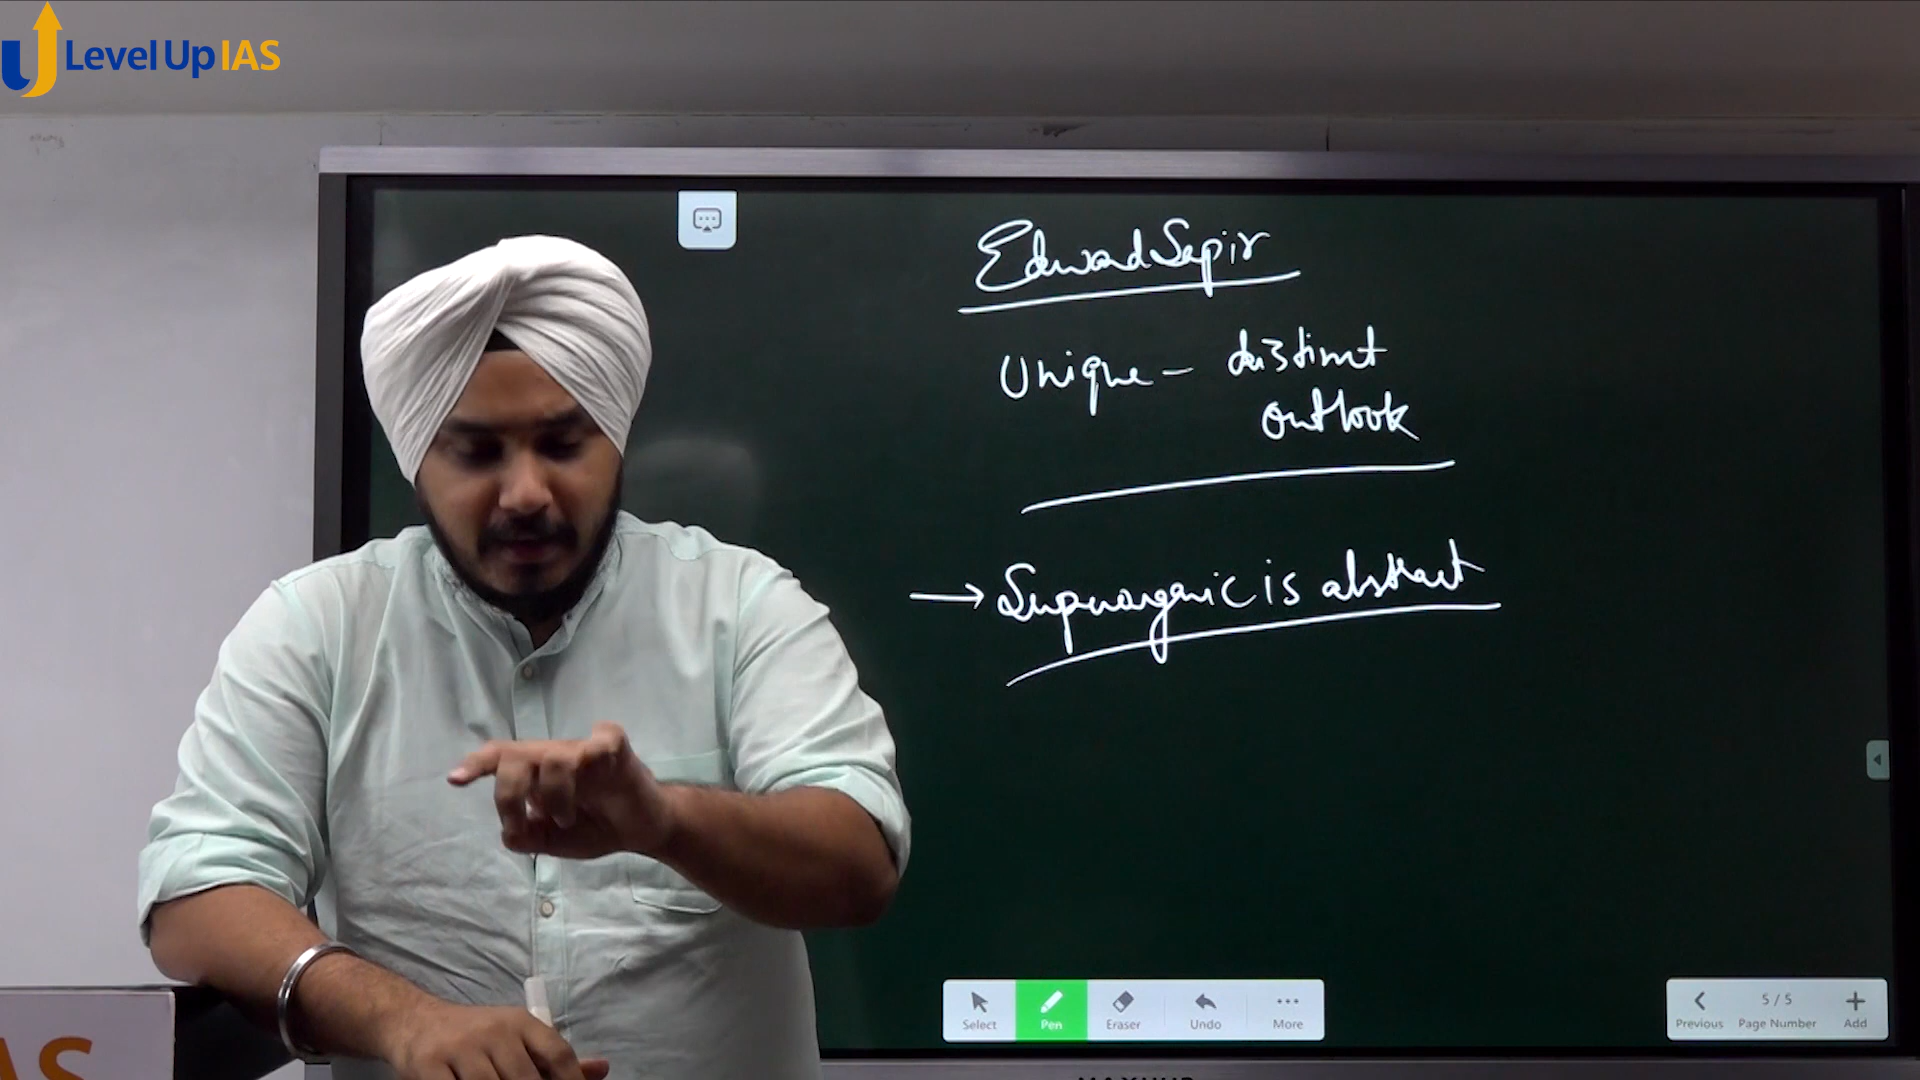 Level Up IAS
Edward Sapir
Unique - distinct
outlook
→ Superorganic is abstract
Select
Pen
Eraser
Undo
More
5 / 5
Previous
Page Number
Add
AS